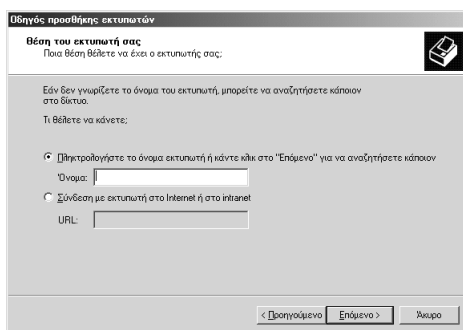 Οδηγός προσθήκης εκτυπωτών
Θέση του εκτυπωτή σας
Ποια θέση θέλετε να έχει ο εκτυπωτής σας;
Εάν δεν γνωρίζετε το όνομα του εκτυπωτή, μπορείτε να αναζητήσετε κάποιον
στο δίκτυο.
Τι θέλετε να κάνετε;
Πληκτρολογήστε το όνομα εκτυπωτή ή κάντε κλικ στο "Επόμενο" για να αναζητήσετε κάποιον
Όνομα:
Σύνδεση με εκτυπωτή στο Internet ή στο intranet
URL:
< Προηγούμενο Επόμενο > Άκυρο